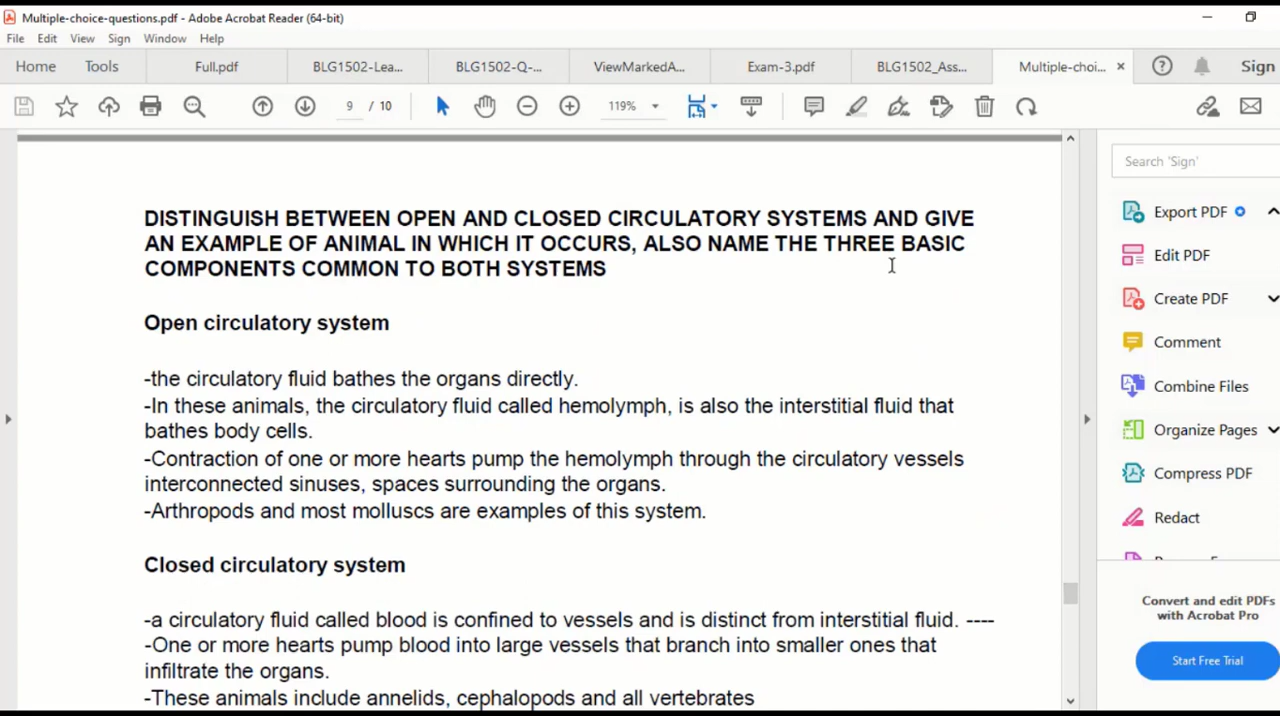 Multiple-choice-questions.pdf - Adobe Acrobat Reader (64-bit)
File Edit View Sign Window Help
Home Tools Full.pdf BLG1502-Lea... BLG1502-Q-... ViewMarkedA... Exam-3.pdf BLG1502_Ass... Multiple-choi... × Sign
9 / 10 119%
DISTINGUISH BETWEEN OPEN AND CLOSED CIRCULATORY SYSTEMS AND GIVE
AN EXAMPLE OF ANIMAL IN WHICH IT OCCURS, ALSO NAME THE THREE BASIC
COMPONENTS COMMON TO BOTH SYSTEMS
Open circulatory system
-the circulatory fluid bathes the organs directly.
-In these animals, the circulatory fluid called hemolymph, is also the interstitial fluid that
bathes body cells.
-Contraction of one or more hearts pump the hemolymph through the circulatory vessels
interconnected sinuses, spaces surrounding the organs.
-Arthropods and most molluscs are examples of this system.
Closed circulatory system
-a circulatory fluid called blood is confined to vessels and is distinct from interstitial fluid. ----
-One or more hearts pump blood into large vessels that branch into smaller ones that
infiltrate the organs.
-These animals include annelids, cephalopods and all vertebrates
Search 'Sign'
Export PDF
Edit PDF
Create PDF
Comment
Combine Files
Organize Pages
Compress PDF
Redact
Convert and edit PDFs
with Acrobat Pro
Start Free Trial